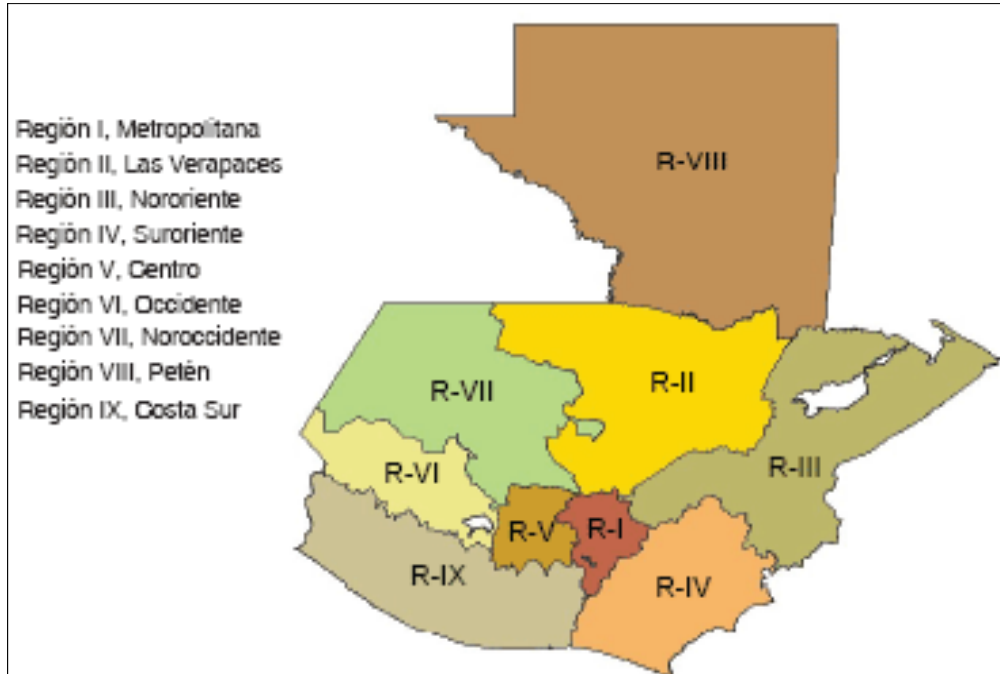 Región I, Metropolitana
Región II, Las Verapaces
Región III, Nororiente
Región IV, Suroriente
Región V, Centro
Región VI, Occidente
Región VII, Noroccidente
Región VIII, Petén
Región IX, Costa Sur
R-VIII
R-VII
R-II
R-VI
R-III
R-V
R-I
R-IX
R-IV